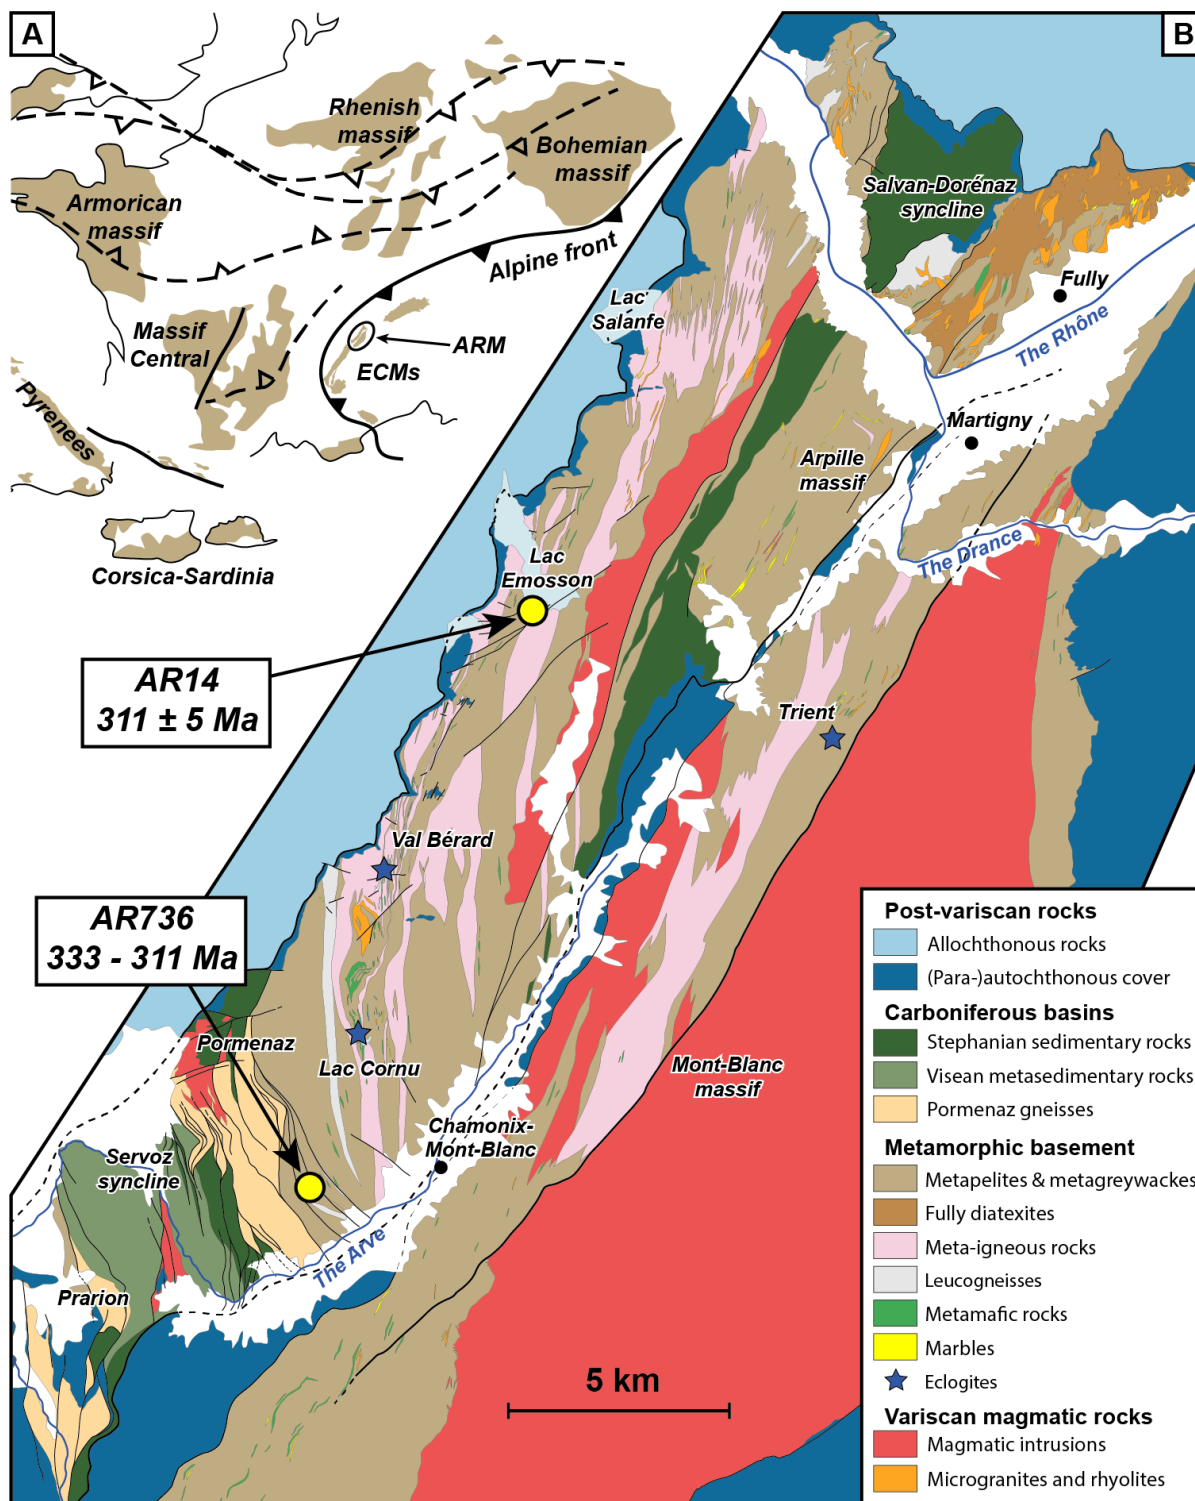 A
B
Rhenish
massif
Bohemian
massif
Armorican
massif
Alpine front
Massif
Central
ARM
ECMs
Pyrenees
Corsica-Sardinia
Salvan-Dorénaz
syncline
Fully
The Rhône
Lac
Salanfe
Martigny
Arpille
massif
The Drance
Lac
Emosson
AR14
311 ± 5 Ma
Trient
Val Bérard
AR736
333 - 311 Ma
Pormenaz
Lac Cornu
Mont-Blanc
massif
Chamonix-
Mont-Blanc
Servoz
syncline
The Arve
Prarion
5 km
Post-variscan rocks
Allochthonous rocks
(Para-)autochthonous cover
Carboniferous basins
Stephanian sedimentary rocks
Visean metasedimentary rocks
Pormenaz gneisses
Metamorphic basement
Metapelites & metagreywackes
Fully diatexites
Meta-igneous rocks
Leucogneisses
Metamafic rocks
Marbles
Eclogites
Variscan magmatic rocks
Magmatic intrusions
Microgranites and rhyolites